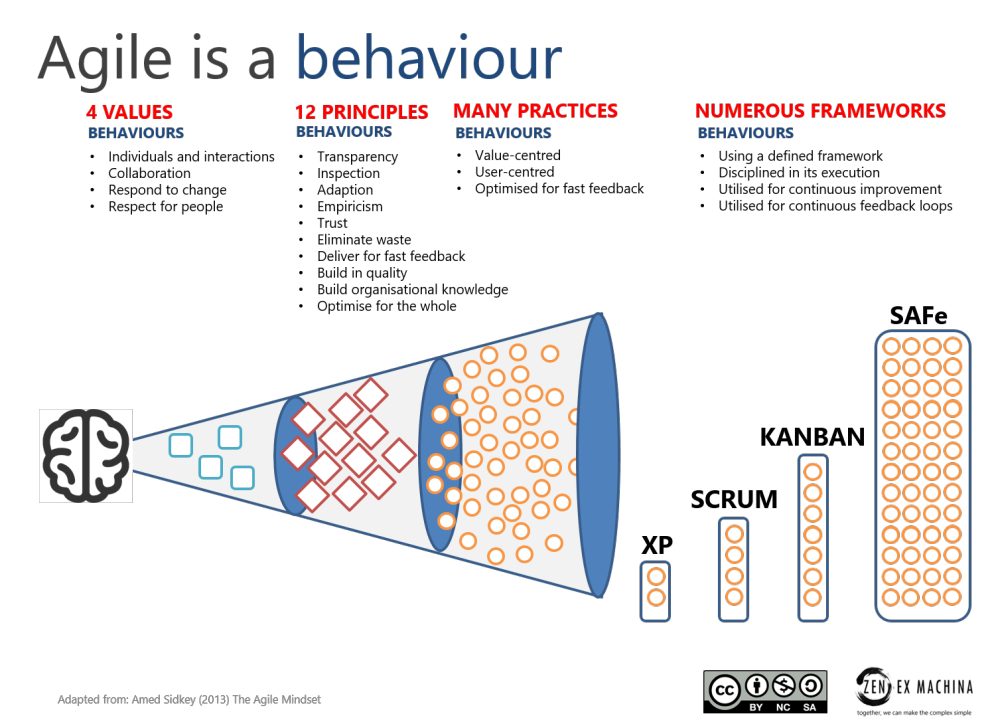 Agile is a behaviour
4 VALUES
BEHAVIOURS
• Individuals and interactions
• Collaboration
• Respond to change
• Respect for people
12 PRINCIPLES
BEHAVIOURS
• Transparency
• Inspection
• Adaption
• Empiricism
• Trust
• Eliminate waste
• Deliver for fast feedback
• Build in quality
• Build organisational knowledge
• Optimise for the whole
MANY PRACTICES
BEHAVIOURS
• Value-centred
• User-centred
• Optimised for fast feedback
NUMEROUS FRAMEWORKS
BEHAVIOURS
• Using a defined framework
• Disciplined in its execution
• Utilised for continuous improvement
• Utilised for continuous feedback loops
XP
SCRUM
KANBAN
SAFe
Adapted from: Amed Sidkey (2013) The Agile Mindset
cc
BY NC SA
ZEN EX MACHINA
together, we can make the complex simple